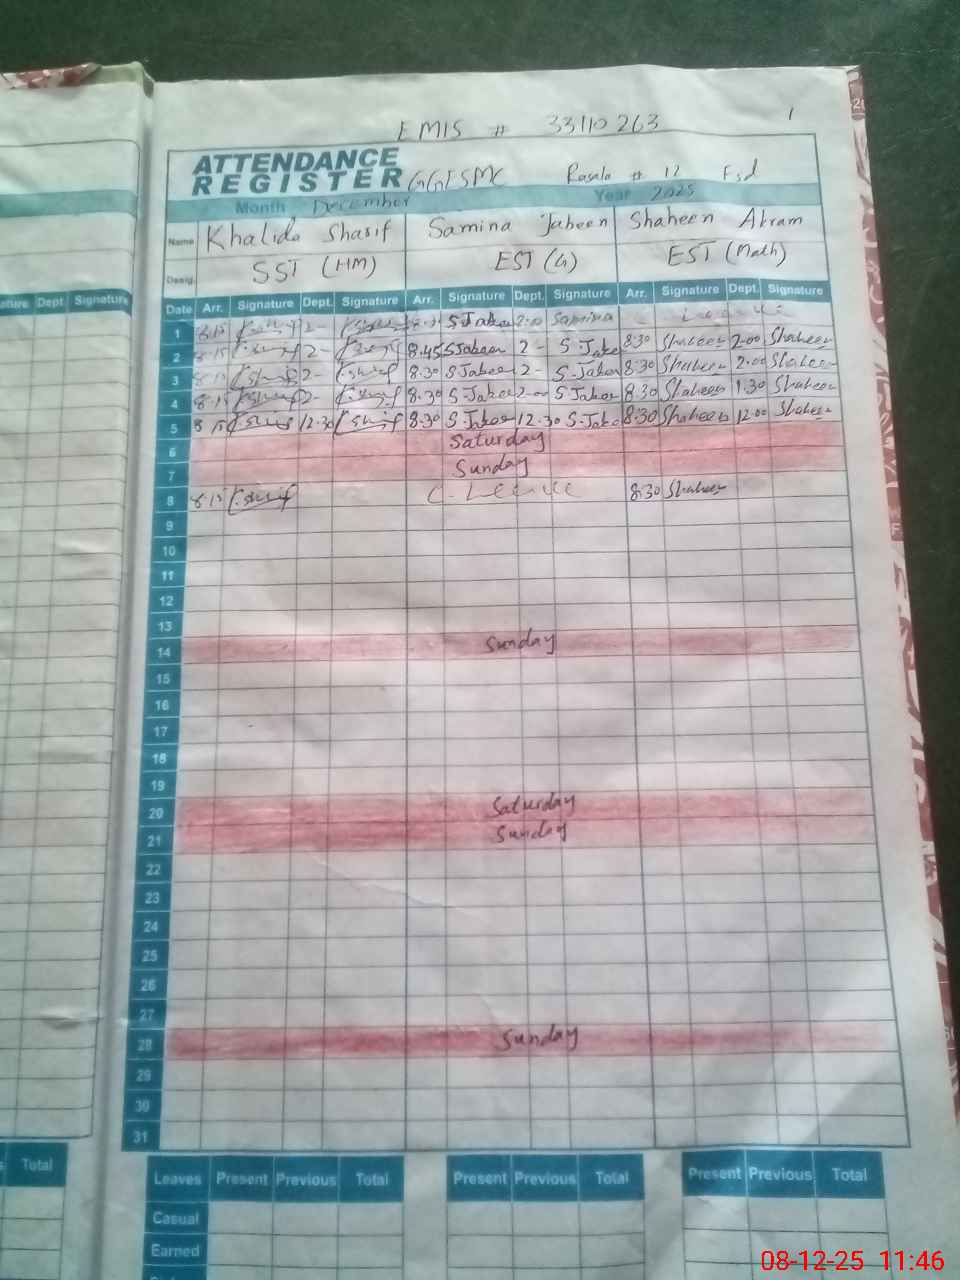 EMIS # 33110263
1
ATTENDANCE
REGISTER GGESMC Rasala # 12 Fsd
Month December Year 2025
Name Khalida Sharif Samina Jabeen Shaheen Akram
Desig. SST (HM) EST (G) EST (Math)
nature Dept. Signature
Date Arr. Signature Dept. Signature Arr. Signature Dept. Signature Arr. Signature Dept. Signature
1 8.15 2- S.Jabee 2.00 Samina
2 8.15 2- 8.45 S Jabeen 2- S.Jabee 8.30 Shaheen 2.00 Shaheen
3 8.15 2- 8.30 S Jabeen 2- S.Jabeen 8.30 Shaheen 2.00 Shaheen
4 8.15 2- 8.30 S.Jabeen 2-00 S Jabeen 8.30 Shaheen 1.30 Shaheen
5 8.15 12.30 8.30 S.Jabeen 12.30 S.Jabee 8.30 Shaheen 12.00 Shaheen
6 Saturday
7 Sunday
8 8.15 C. Leave 8.30 Shaheen
9
10
11
12
13
14 Sunday
15
16
17
18
19
20 Saturday
21 Sunday
22
23
24
25
26
27
28 Sunday
29
30
31
Total
Leaves Present Previous Total Present Previous Total Present Previous Total
Casual
Earned
08-12-25 11:46